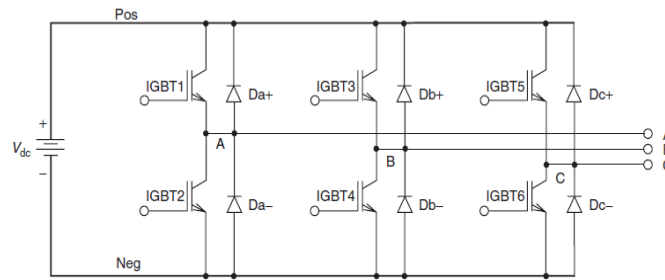 Pos
IGBT1 Da+ IGBT3 Db+ IGBT5 Dc+
+
A A
Vdc B
− C
IGBT2 Da− IGBT4 Db− IGBT6 Dc−
Neg